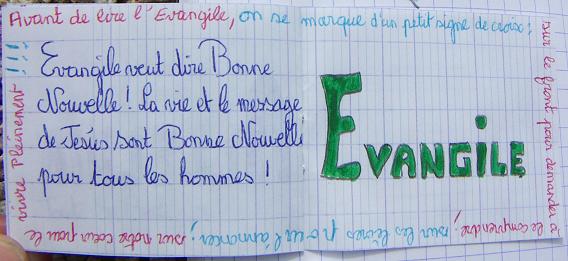 Avant de lire l'Evangile, on se marque d'un petit signe de croix :
sur le front pour demander à
le comprendre ; sur les lèvres pour l'annoncer ; sur notre coeur pour le
vivre pleinement !!!
Evangile veut dire Bonne
Nouvelle ! La vie et le message
de Jesús sont Bonne Nouvelle
pour tous les hommes !
EVANGILE